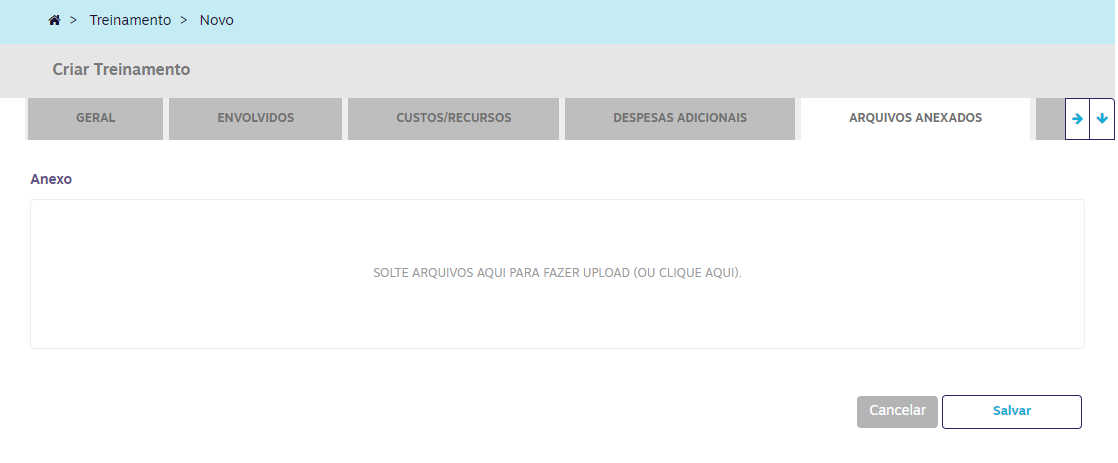 > Treinamento > Novo
Criar Treinamento
GERAL ENVOLVIDOS CUSTOS/RECURSOS DESPESAS ADICIONAIS ARQUIVOS ANEXADOS
Anexo
SOLTE ARQUIVOS AQUI PARA FAZER UPLOAD (OU CLIQUE AQUI).
Cancelar Salvar